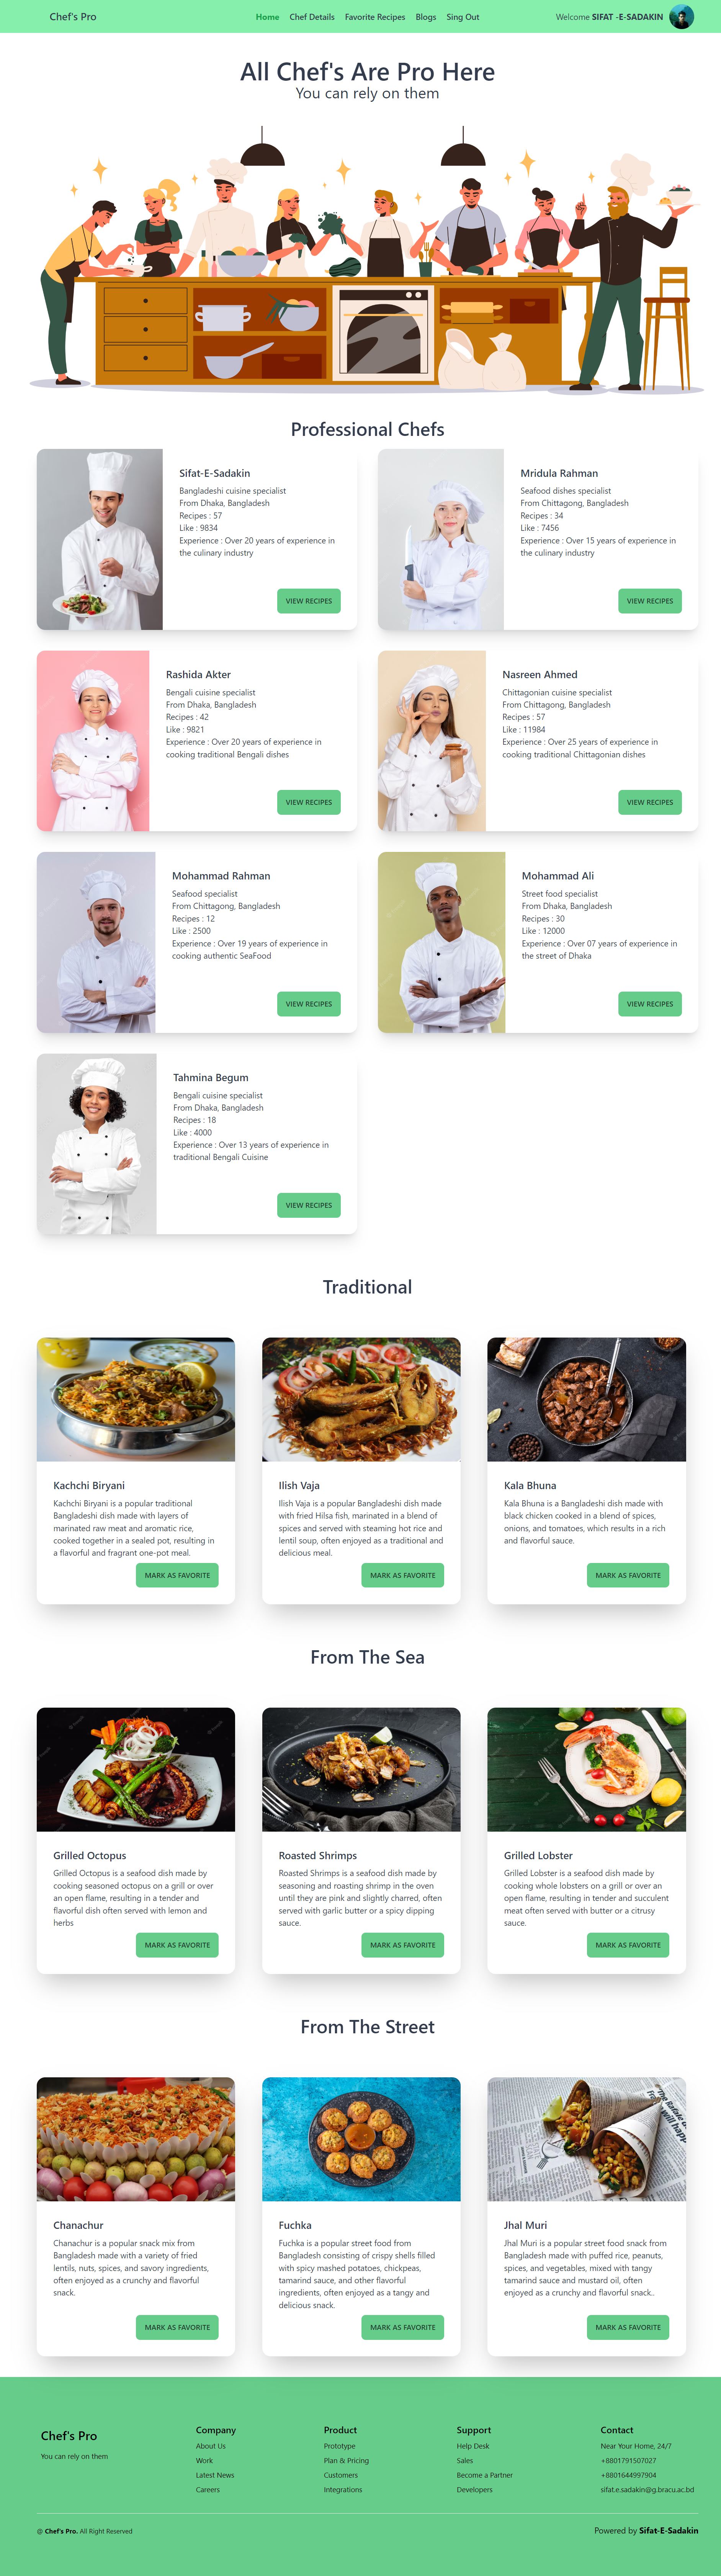 Chef's Pro
Home Chef Details Favorite Recipes Blogs Sing Out
Welcome SIFAT -E-SADAKIN
All Chef's Are Pro Here
You can rely on them
Professional Chefs
Sifat-E-Sadakin
Bangladeshi cuisine specialist
From Dhaka, Bangladesh
Recipes : 57
Like : 9834
Experience : Over 20 years of experience in
the culinary industry
VIEW RECIPES
Mridula Rahman
Seafood dishes specialist
From Chittagong, Bangladesh
Recipes : 34
Like : 7456
Experience : Over 15 years of experience in
the culinary industry
VIEW RECIPES
Rashida Akter
Bengali cuisine specialist
From Dhaka, Bangladesh
Recipes : 42
Like : 9821
Experience : Over 20 years of experience in
cooking traditional Bengali dishes
VIEW RECIPES
Nasreen Ahmed
Chittagonian cuisine specialist
From Chittagong, Bangladesh
Recipes : 57
Like : 11984
Experience : Over 25 years of experience in
cooking traditional Chittagonian dishes
VIEW RECIPES
Mohammad Rahman
Seafood specialist
From Chittagong, Bangladesh
Recipes : 12
Like : 2500
Experience : Over 19 years of experience in
cooking authentic SeaFood
VIEW RECIPES
Mohammad Ali
Street food specialist
From Dhaka, Bangladesh
Recipes : 30
Like : 12000
Experience : Over 07 years of experience in
the street of Dhaka
VIEW RECIPES
Tahmina Begum
Bengali cuisine specialist
From Dhaka, Bangladesh
Recipes : 18
Like : 4000
Experience : Over 13 years of experience in
traditional Bengali Cuisine
VIEW RECIPES
Traditional
Kachchi Biryani
Kachchi Biryani is a popular traditional
Bangladeshi dish made with layers of
marinated raw meat and aromatic rice,
cooked together in a sealed pot, resulting in
a flavorful and fragrant one-pot meal.
MARK AS FAVORITE
Ilish Vaja
Ilish Vaja is a popular Bangladeshi dish made
with fried Hilsa fish, marinated in a blend of
spices and served with steaming hot rice and
lentil soup, often enjoyed as a traditional and
delicious meal.
MARK AS FAVORITE
Kala Bhuna
Kala Bhuna is a Bangladeshi dish made with
black chicken cooked in a blend of spices,
onions, and tomatoes, which results in a rich
and flavorful sauce.
MARK AS FAVORITE
From The Sea
Grilled Octopus
Grilled Octopus is a seafood dish made by
cooking seasoned octopus on a grill or over
an open flame, resulting in a tender and
flavorful dish often served with lemon and
herbs
MARK AS FAVORITE
Roasted Shrimps
Roasted Shrimps is a seafood dish made by
seasoning and roasting shrimp in the oven
until they are pink and slightly charred, often
served with garlic butter or a spicy dipping
sauce.
MARK AS FAVORITE
Grilled Lobster
Grilled Lobster is a seafood dish made by
cooking whole lobsters on a grill or over an
open flame, resulting in tender and succulent
meat often served with butter or a citrusy
sauce.
MARK AS FAVORITE
From The Street
Chanachur
Chanachur is a popular snack mix from
Bangladesh made with a variety of fried
lentils, nuts, spices, and savory ingredients,
often enjoyed as a crunchy and flavorful
snack.
MARK AS FAVORITE
Fuchka
Fuchka is a popular street food from
Bangladesh consisting of crispy shells filled
with spicy mashed potatoes, chickpeas,
tamarind sauce, and other flavorful
ingredients, often enjoyed as a tangy and
delicious snack.
MARK AS FAVORITE
Jhal Muri
Jhal Muri is a popular street food snack from
Bangladesh made with puffed rice, peanuts,
spices, and vegetables, mixed with tangy
tamarind sauce and mustard oil, often
enjoyed as a crunchy and flavorful snack..
MARK AS FAVORITE
Chef's Pro
You can rely on them
Company
About Us
Work
Latest News
Careers
Product
Prototype
Plan & Pricing
Customers
Integrations
Support
Help Desk
Sales
Become a Partner
Developers
Contact
Near Your Home, 24/7
+8801791507027
+8801644997904
sifat.e.sadakin@g.bracu.ac.bd
@ Chef's Pro. All Right Reserved
Powered by Sifat-E-Sadakin